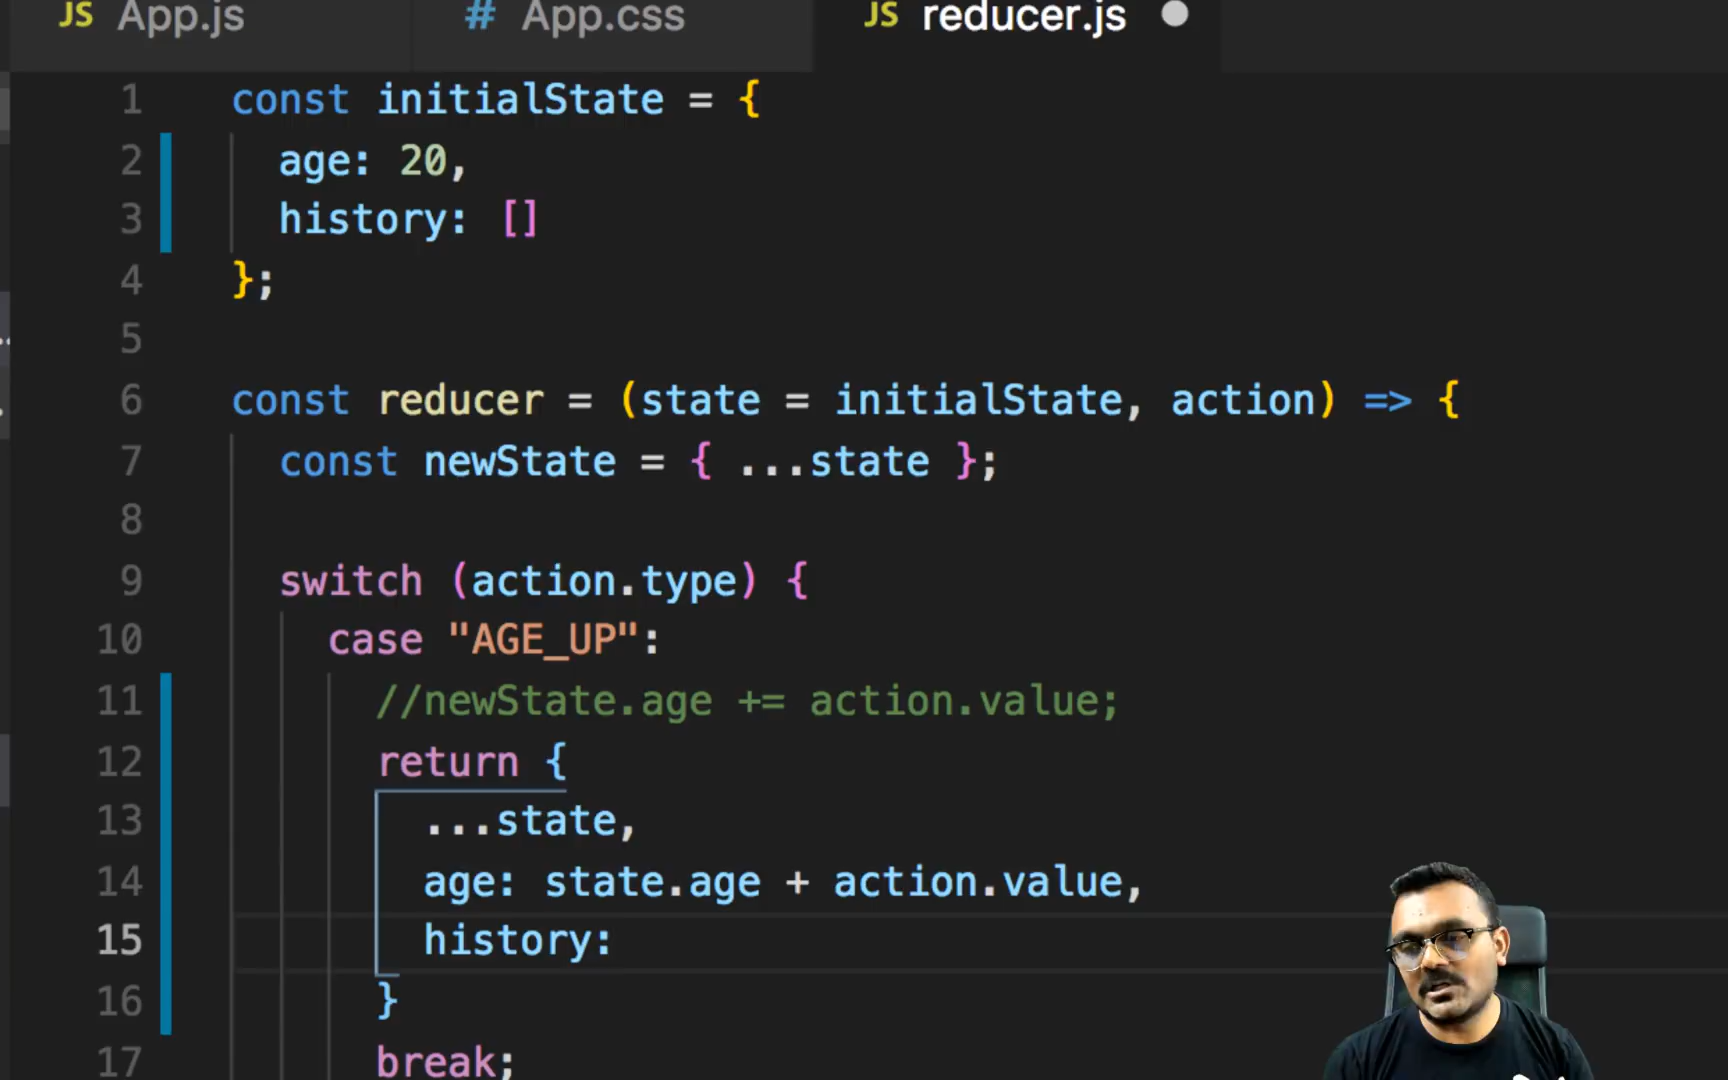 JS App.js # App.css JS reducer.js
1 const initialState = {
2 age: 20,
3 history: []
4 };
5
6 const reducer = (state = initialState, action) => {
7 const newState = { ...state };
8
9 switch (action.type) {
10 case "AGE_UP":
11 //newState.age += action.value;
12 return {
13 ...state,
14 age: state.age + action.value,
15 history:
16 }
17 break;